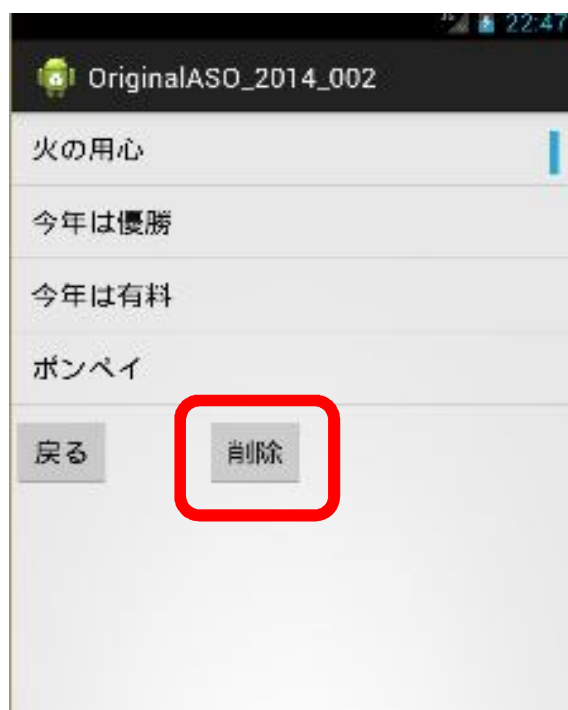 22:47
OriginalASO_2014_002
火の用心
今年は優勝
今年は有料
ポンペイ
戻る 削除